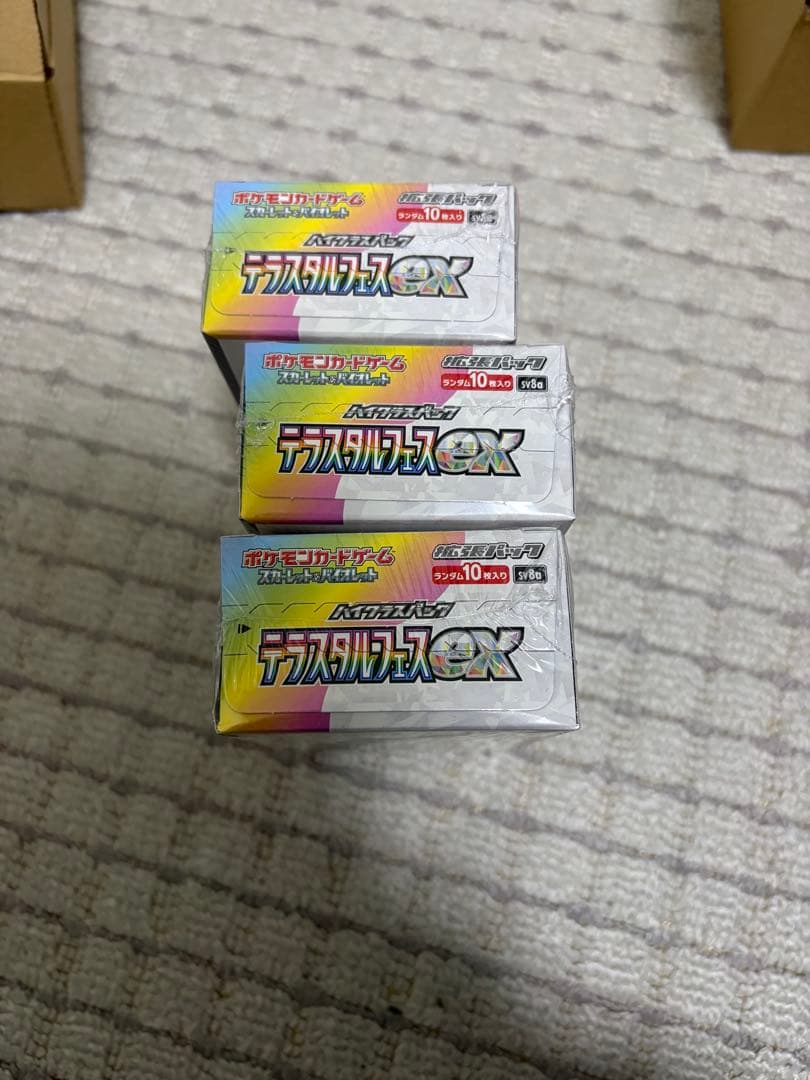 ポケモンカードゲーム 拡張パック
スカーレット&バイオレット ランダム10枚入り
ハイクラスパック
テラスタルフェスex
ポケモンカードゲーム 拡張パック
スカーレット&バイオレット ランダム10枚入り sv8a
ハイクラスパック
テラスタルフェスex
ポケモンカードゲーム 拡張パック
スカーレット&バイオレット ランダム10枚入り sv8a
ハイクラスパック
テラスタルフェスex